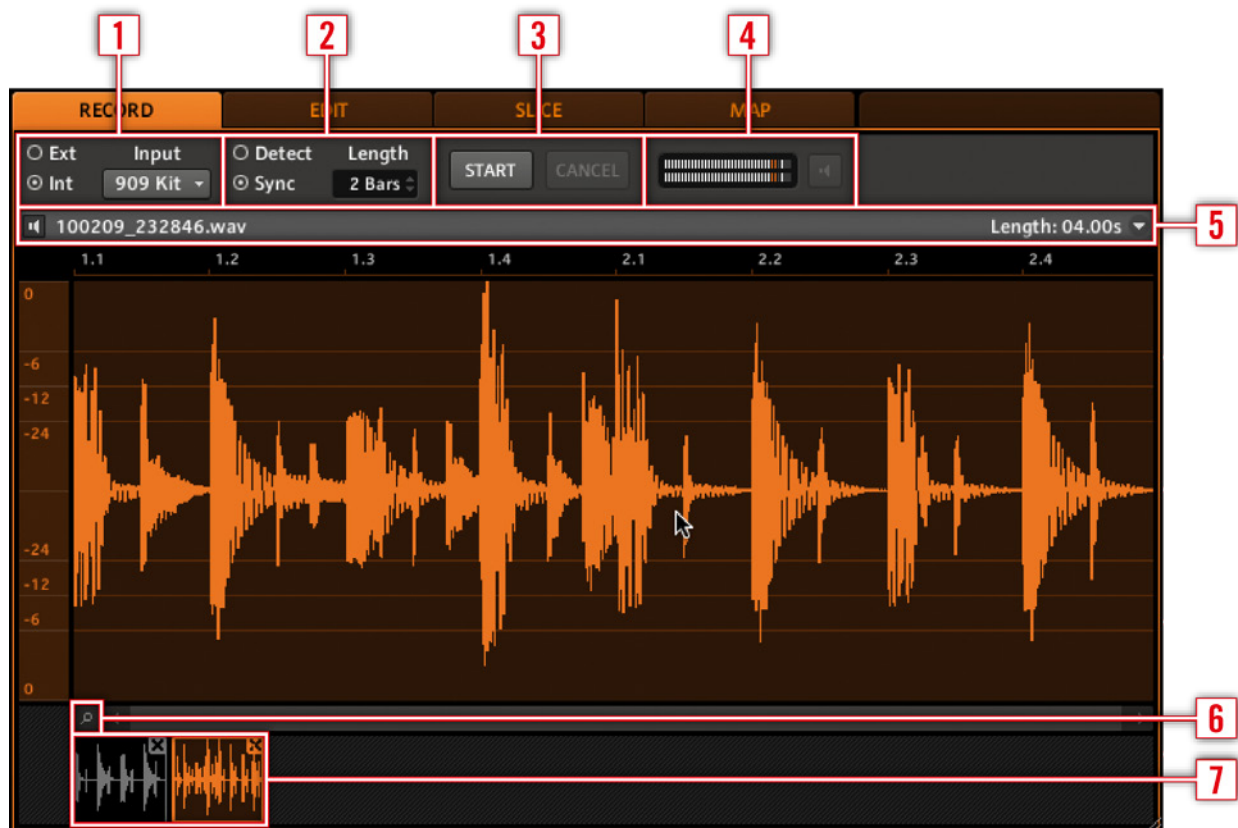 1 2 3 4
RECORD EDIT SLICE MAP
Ext Input Detect Length
START CANCEL
Int 909 Kit Sync 2 Bars
100209_232846.wav Length: 04.00s
5
1.1 1.2 1.3 1.4 2.1 2.2 2.3 2.4
0
-6
-12
-24
-24
-12
-6
0
6
7